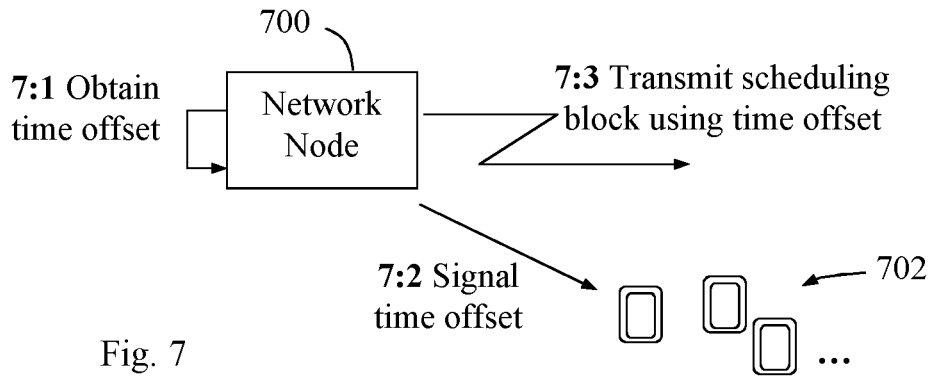 700
7:1 Obtain
time offset
Network
Node
7:3 Transmit scheduling
block using time offset
7:2 Signal
time offset
702
...
Fig. 7